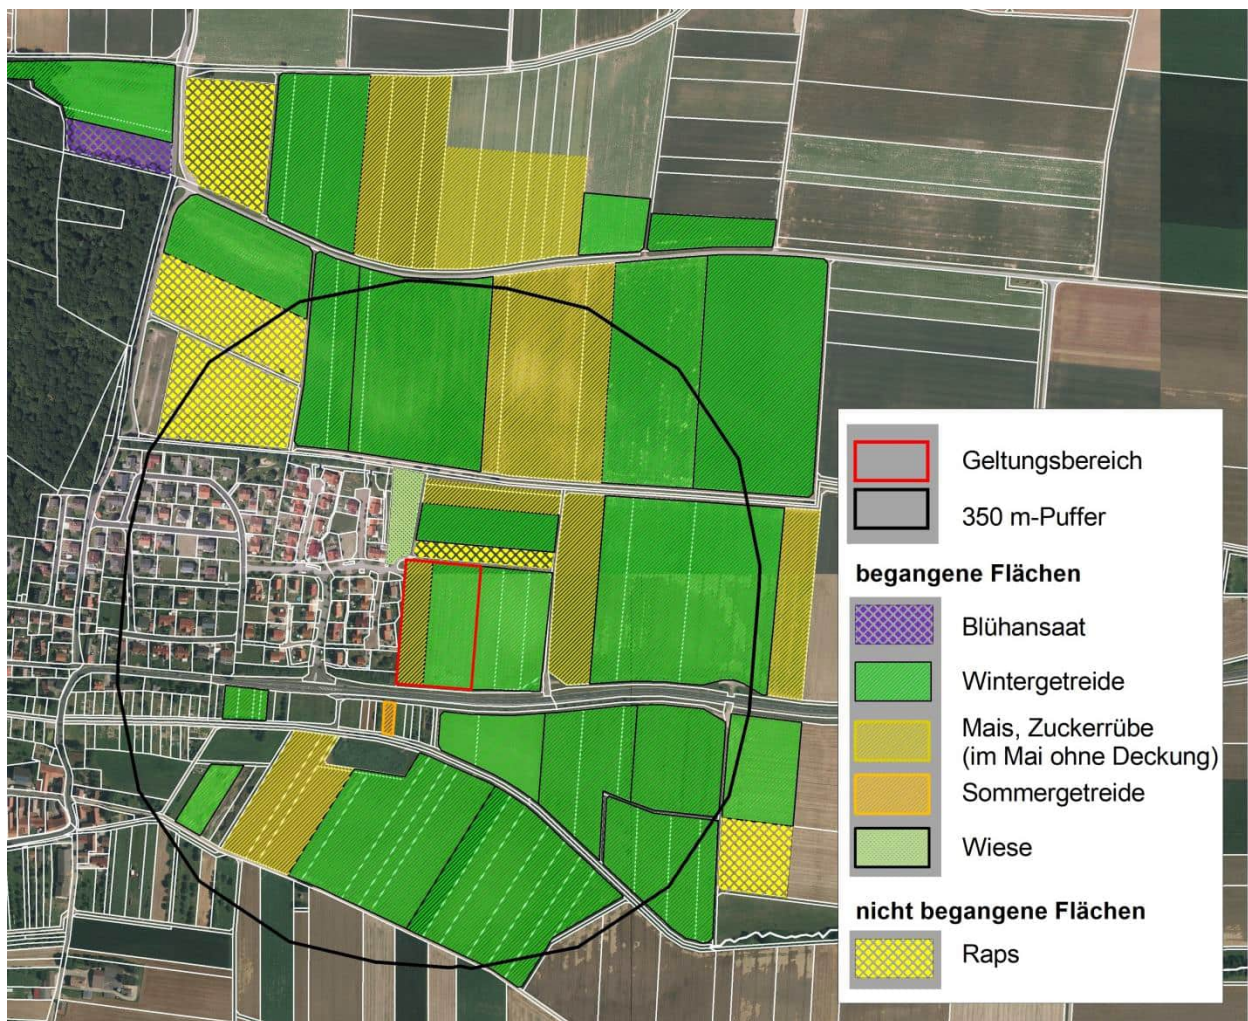 Geltungsbereich
350 m-Puffer
begangene Flächen
Blühansaat
Wintergetreide
Mais, Zuckerrübe
(im Mai ohne Deckung)
Sommergetreide
Wiese
nicht begangene Flächen
Raps